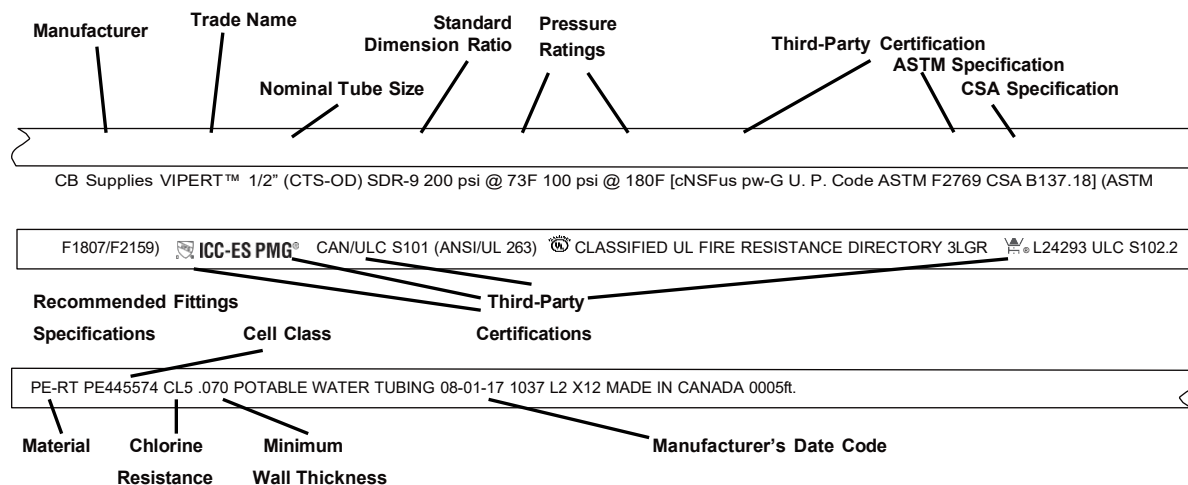 Manufacturer
Trade Name
Nominal Tube Size
Standard
Dimension Ratio
Pressure
Ratings
Third-Party Certification
ASTM Specification
CSA Specification
CB Supplies VIPERT™ 1/2" (CTS-OD) SDR-9 200 psi @ 73F 100 psi @ 180F [cNSFus pw-G U. P. Code ASTM F2769 CSA B137.18] (ASTM
F1807/F2159) ICC-ES PMG® CAN/ULC S101 (ANSI/UL 263) UL CLASSIFIED UL FIRE RESISTANCE DIRECTORY 3LGR ® L24293 ULC S102.2
Recommended Fittings
Specifications
Cell Class
Third-Party
Certifications
PE-RT PE445574 CL5 .070 POTABLE WATER TUBING 08-01-17 1037 L2 X12 MADE IN CANADA 0005ft.
Material
Chlorine
Resistance
Minimum
Wall Thickness
Manufacturer's Date Code